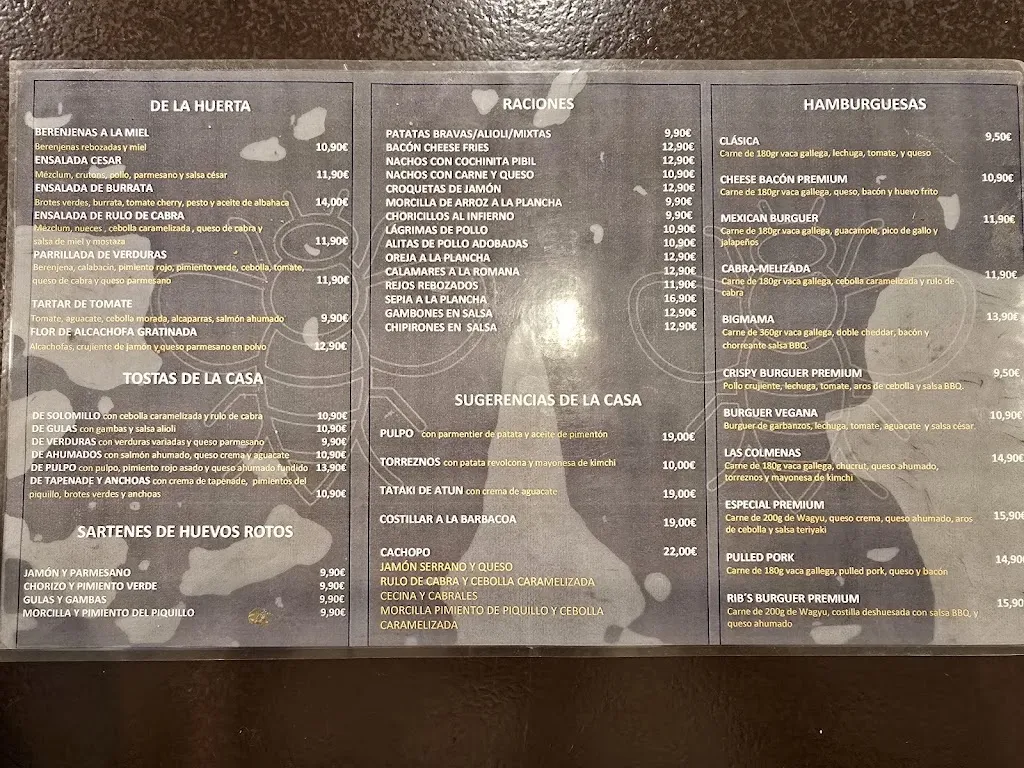 DE LA HUERTA
BERENJENAS A LA MIEL
Berenjenas rebozadas y miel 10,90€
ENSALADA CESAR
Mézclum, crutons, pollo, parmesano y salsa césar 11,90€
ENSALADA DE BURRATA
Brotes verdes, burrata, tomate cherry, pesto y aceite de albahaca 14,00€
ENSALADA DE RULO DE CABRA
Mézclum, nueces , cebolla caramelizada , queso de cabra y
salsa de miel y mostaza 11,90€
PARRILLADA DE VERDURAS
Berenjena, calabacín, pimiento rojo, pimiento verde, cebolla, tomate,
queso de cabra y queso parmesano 11,90€
TARTAR DE TOMATE
Tomate, aguacate, cebolla morada, alcaparras, salmón ahumado 9,90€
FLOR DE ALCACHOFA GRATINADA
Alcachofas, crujiente de jamón y queso parmesano en polvo 12,90€
TOSTAS DE LA CASA
DE SOLOMILLO con cebolla caramelizada y rulo de cabra 10,90€
DE GULAS con gambas y salsa alioli 10,90€
DE VERDURAS con verduras variadas y queso parmesano 9,90€
DE AHUMADOS con salmón ahumado, queso crema y aguacate 10,90€
DE PULPO con pulpo, pimiento rojo asado y queso ahumado fundido 13,90€
DE TAPENADE Y ANCHOAS con crema de tapenade, pimientos del
piquillo, brotes verdes y anchoas 10,90€
SARTENES DE HUEVOS ROTOS
JAMÓN Y PARMESANO 9,90€
CHORIZO Y PIMIENTO VERDE 9,90€
GULAS Y GAMBAS 9,90€
MORCILLA Y PIMIENTO DEL PIQUILLO 9,90€
RACIONES
PATATAS BRAVAS/ALIOLI/MIXTAS 9,90€
BACÓN CHEESE FRIES 12,90€
NACHOS CON COCHINITA PIBIL 12,90€
NACHOS CON CARNE Y QUESO 10,90€
CROQUETAS DE JAMÓN 12,90€
MORCILLA DE ARROZ A LA PLANCHA 9,90€
CHORICILLOS AL INFIERNO 9,90€
LÁGRIMAS DE POLLO 10,90€
ALITAS DE POLLO ADOBADAS 10,90€
OREJA A LA PLANCHA 12,90€
CALAMARES A LA ROMANA 12,90€
REJOS REBOZADOS 11,90€
SEPIA A LA PLANCHA 16,90€
GAMBONES EN SALSA 12,90€
CHIPIRONES EN SALSA 12,90€
SUGERENCIAS DE LA CASA
PULPO con parmentier de patata y aceite de pimentón 19,00€
TORREZNOS con patata revolcona y mayonesa de kimchi 10,00€
TATAKI DE ATUN con crema de aguacate 19,00€
COSTILLAR A LA BARBACOA 19,00€
CACHOPO 22,00€
JAMÓN SERRANO Y QUESO
RULO DE CABRA Y CEBOLLA CARAMELIZADA
CECINA Y CABRALES
MORCILLA PIMIENTO DE PIQUILLO Y CEBOLLA
CARAMELIZADA
HAMBURGUESAS
CLÁSICA 9,50€
Carne de 180gr vaca gallega, lechuga, tomate, y queso
CHEESE BACÓN PREMIUM 10,90€
Carne de 180gr vaca gallega, queso, bacón y huevo frito
MEXICAN BURGUER 11,90€
Carne de 180gr vaca gallega, guacamole, pico de gallo y
jalapeños
CABRA-MELIZADA 11,90€
Carne de 180gr vaca gallega, cebolla caramelizada y rulo de
cabra
BIGMAMA 13,90€
Carne de 360gr vaca gallega, doble cheddar, bacón y
chorreante salsa BBQ.
CRISPY BURGUER PREMIUM 9,50€
Pollo crujiente, lechuga, tomate, aros de cebolla y salsa BBQ.
BURGUER VEGANA 10,90€
Burguer de garbanzos, lechuga, tomate, aguacate y salsa césar.
LAS COLMENAS 14,90€
Carne de 180g vaca gallega, chucrut, queso ahumado,
torreznos y mayonesa de kimchi
ESPECIAL PREMIUM 15,90€
Carne de 200g de Wagyu, queso crema, queso ahumado, aros
de cebolla y salsa teriyaki
PULLED PORK 14,90€
Carne de 180g vaca gallega, pulled pork, queso y bacón
RIB´S BURGUER PREMIUM 15,90€
Carne de 200g de Wagyu, costilla deshuesada con salsa BBQ, y
queso ahumado